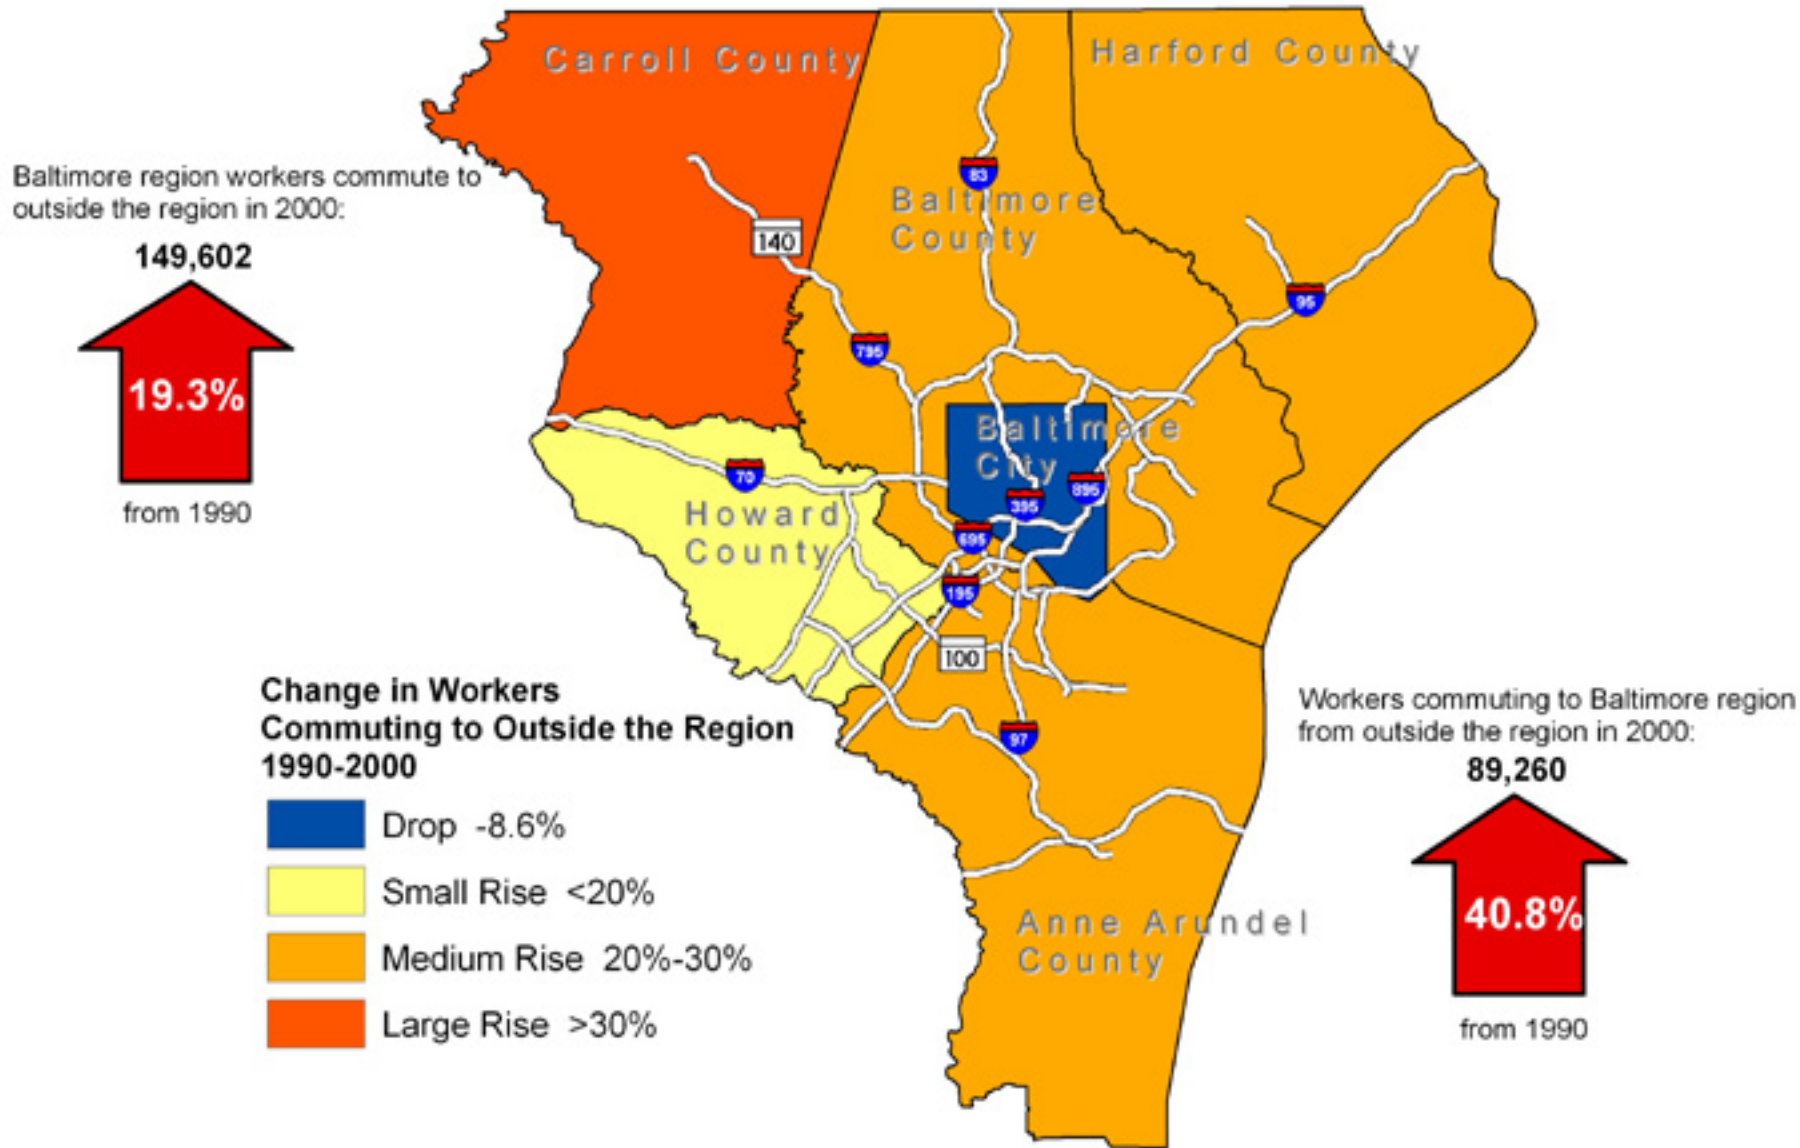 Carroll County
Harford County
Baltimore region workers commute to
outside the region in 2000:
149,602
19.3%
from 1990
83
Baltimore
County
140
95
795
Baltimore
City
70
395
895
Howard
County
695
195
100
97
Change in Workers
Commuting to Outside the Region
1990-2000
Drop -8.6%
Small Rise <20%
Medium Rise 20%-30%
Large Rise >30%
Workers commuting to Baltimore region
from outside the region in 2000:
89,260
40.8%
from 1990
Anne Arundel
County